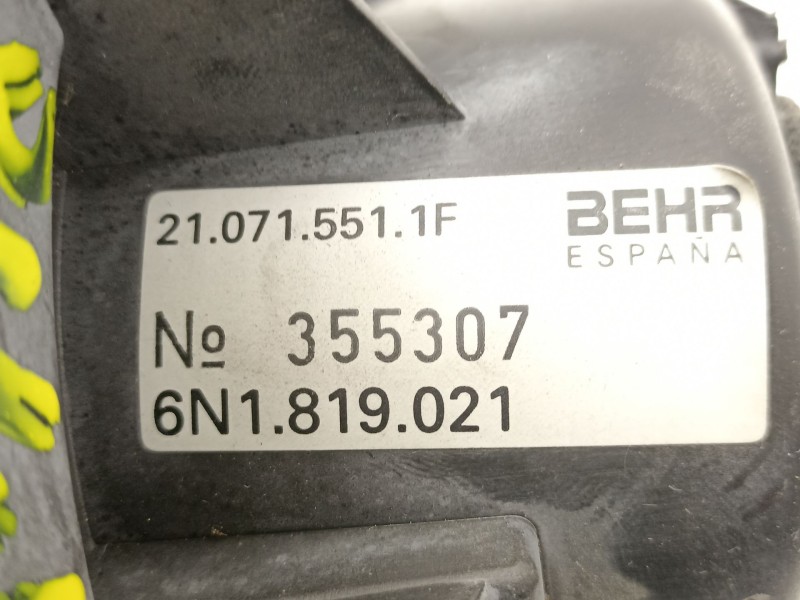 21.071.551.1F
BEHR
ESPAÑA
No 355307
6N1.819.021